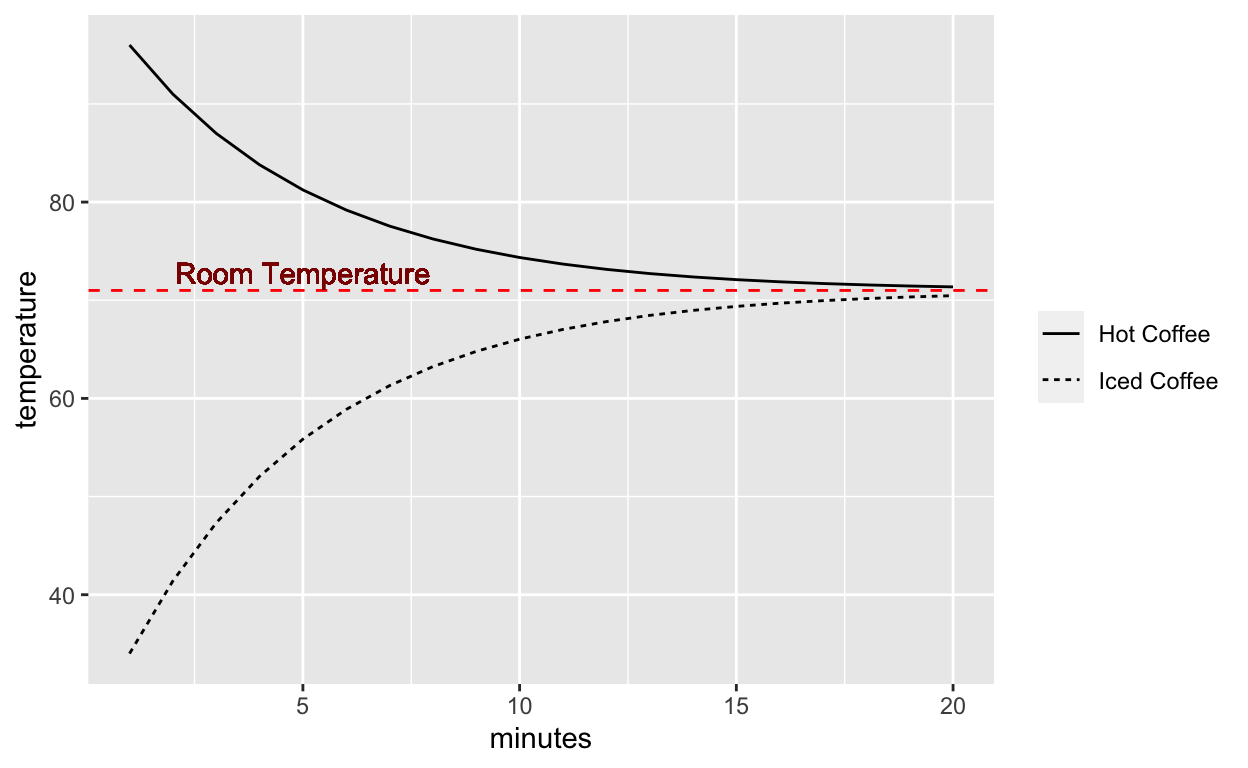 80
60
40
temperature
Room Temperature
5 10 15 20
minutes
Hot Coffee
Iced Coffee